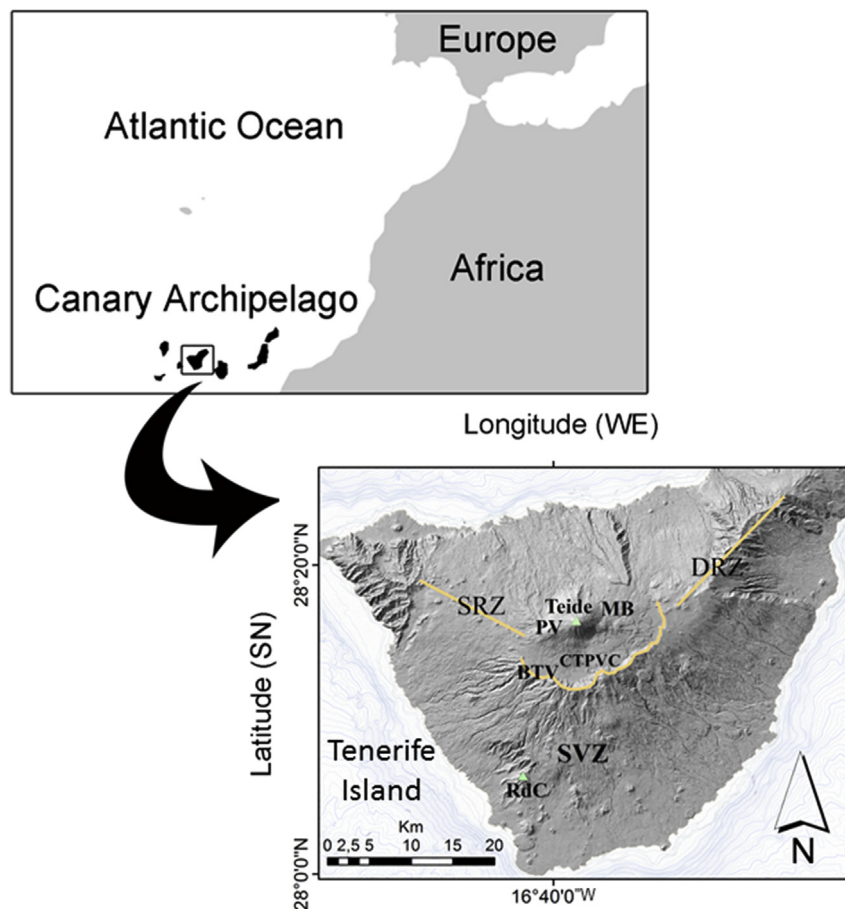 Europe
Atlantic Ocean
Africa
Canary Archipelago
Longitude (WE)
Latitude (SN)
28°20'0"N
28°0'0"N
DRZ
SRZ
Teide
MB
PV
CTPVC
BTV
SVZ
RdC
Tenerife
Island
Km
0 2,5 5 10 15 20
N
16°40'0"W